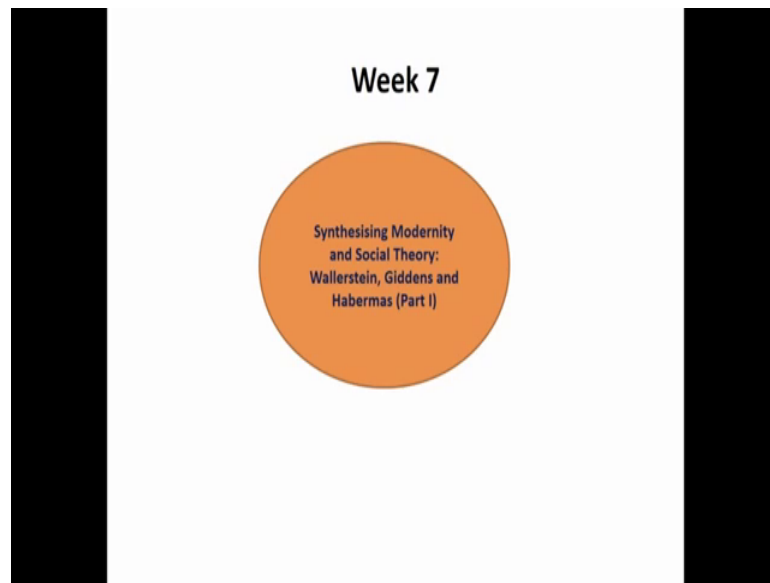 Week 7
Synthesising Modernity
and Social Theory:
Wallerstein, Giddens and
Habermas (Part I)